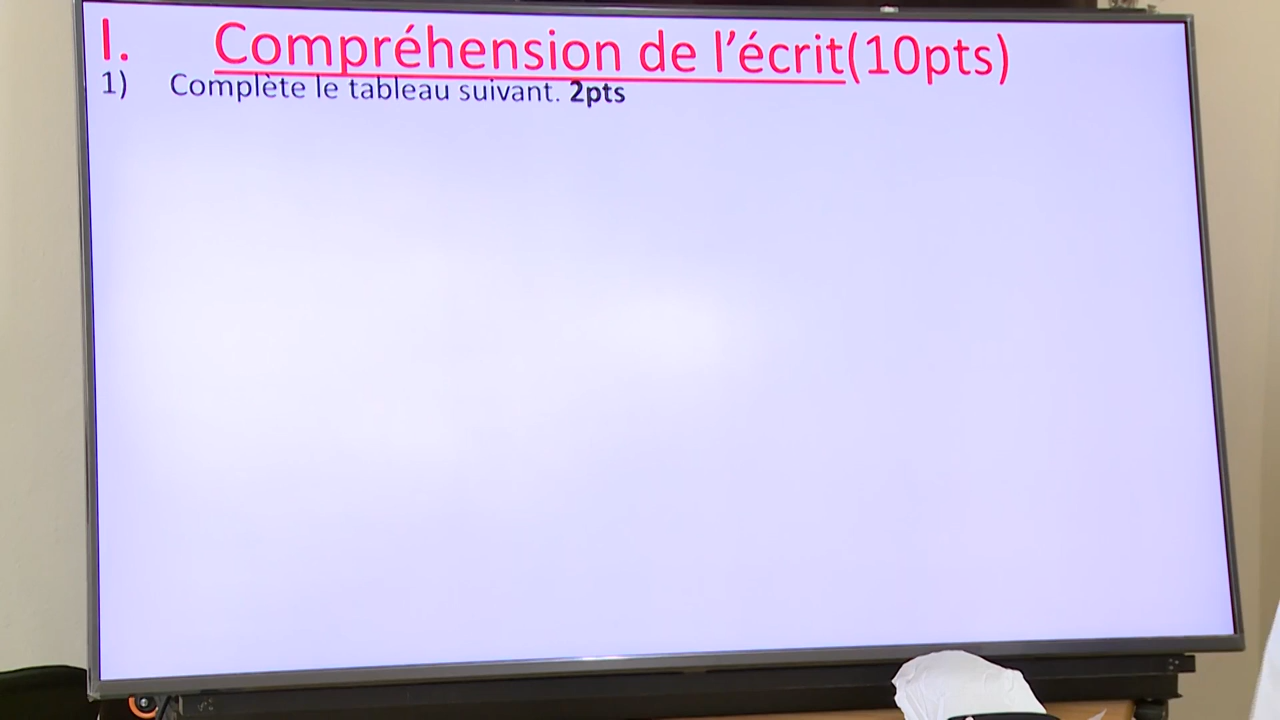 I. Compréhension de l’écrit(10pts)
1) Complète le tableau suivant. 2pts